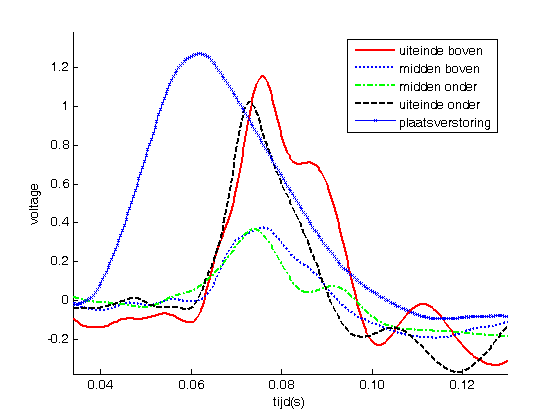 uiteinde boven
midden boven
midden onder
uiteinde onder
plaatsverstoring
voltage
1.2
1
0.8
0.6
0.4
0.2
0
-0.2
0.04 0.06 0.08 0.10 0.12
tijd(s)